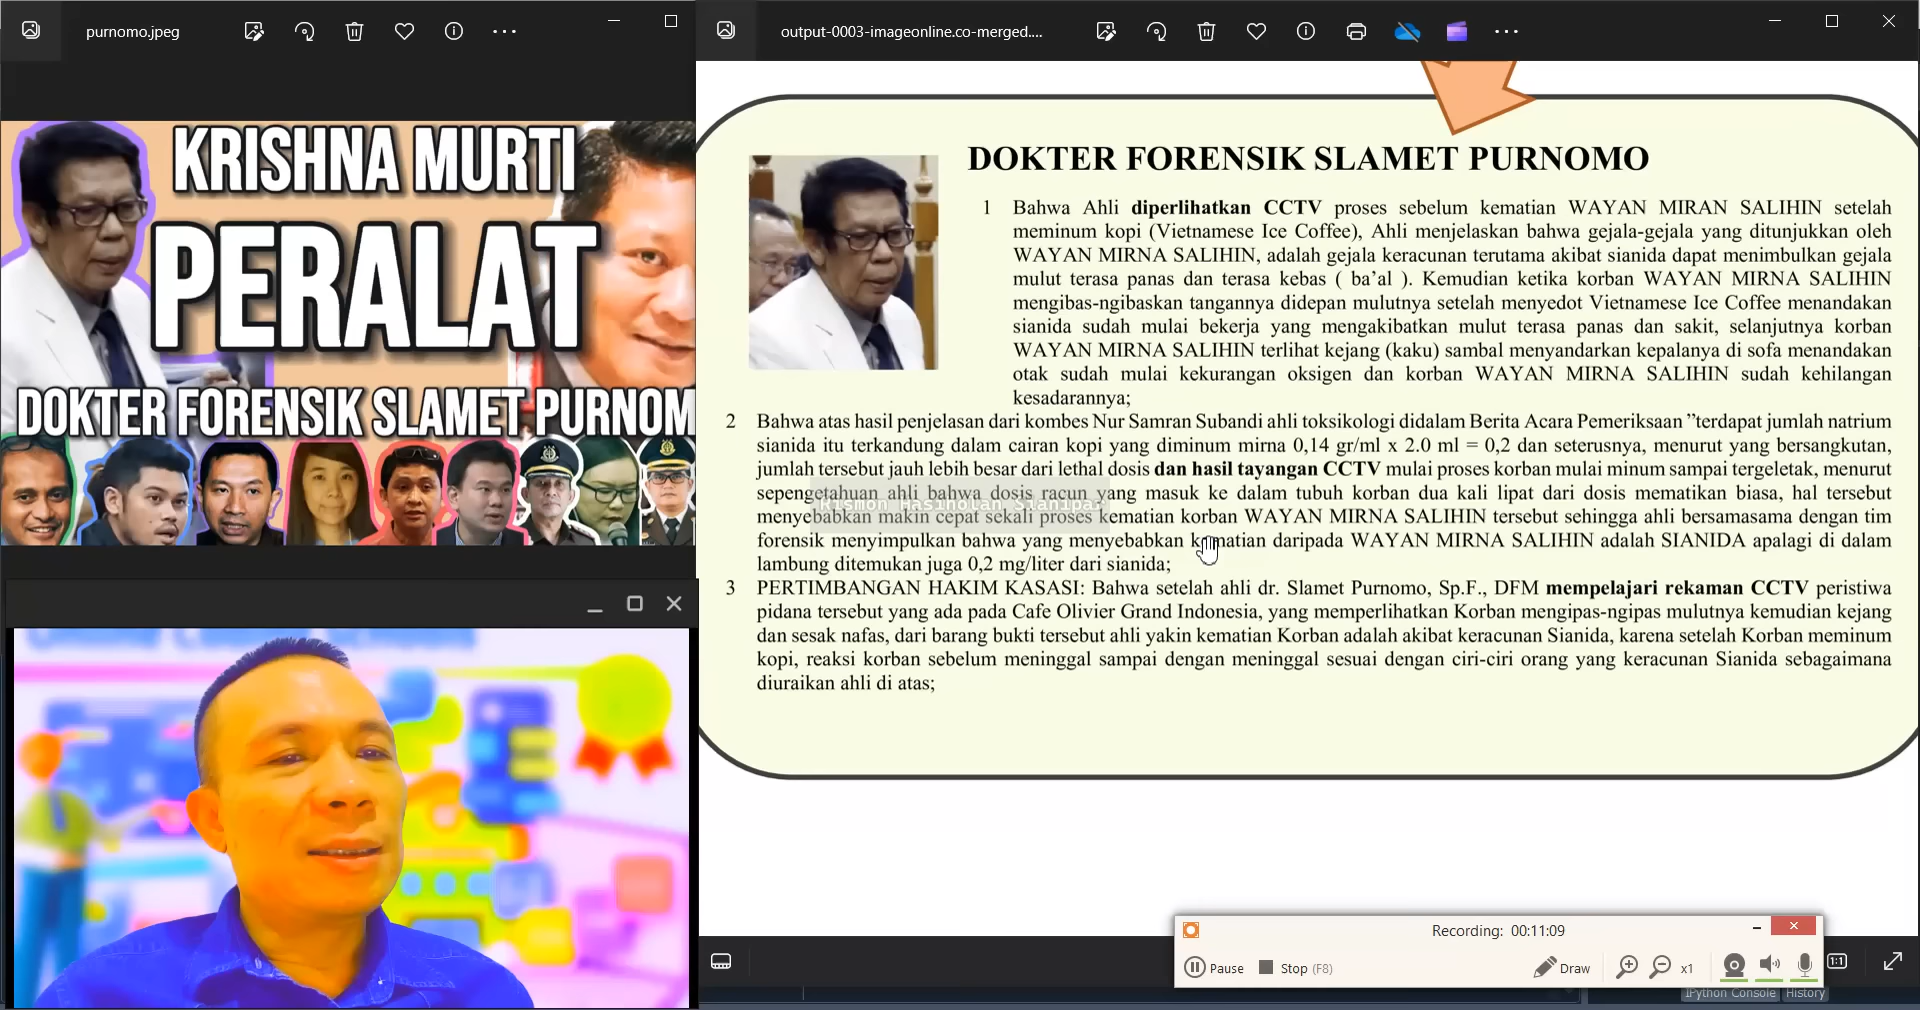 purnomo.jpeg
KRISHNA MURTI
PERALAT
DOKTER FORENSIK SLAMET PURNOM
output-0003-imageonline.co-merged....
DOKTER FORENSIK SLAMET PURNOMO
1 Bahwa Ahli diperlihatkan CCTV proses sebelum kematian WAYAN MIRAN SALIHIN setelah
meminum kopi (Vietnamese Ice Coffee), Ahli menjelaskan bahwa gejala-gejala yang ditunjukkan oleh
WAYAN MIRNA SALIHIN, adalah gejala keracunan terutama akibat sianida dapat menimbulkan gejala
mulut terasa panas dan terasa kebas ( ba’al ). Kemudian ketika korban WAYAN MIRNA SALIHIN
mengibas-ngibaskan tangannya didepan mulutnya setelah menyedot Vietnamese Ice Coffee menandakan
sianida sudah mulai bekerja yang mengakibatkan mulut terasa panas dan sakit, selanjutnya korban
WAYAN MIRNA SALIHIN terlihat kejang (kaku) sambal menyandarkan kepalanya di sofa menandakan
otak sudah mulai kekurangan oksigen dan korban WAYAN MIRNA SALIHIN sudah kehilangan
kesadarannya;
2 Bahwa atas hasil penjelasan dari kombes Nur Samran Subandi ahli toksikologi didalam Berita Acara Pemeriksaan ”terdapat jumlah natrium
sianida itu terkandung dalam cairan kopi yang diminum mirna 0,14 gr/ml x 2.0 ml = 0,2 dan seterusnya, menurut yang bersangkutan,
jumlah tersebut jauh lebih besar dari lethal dosis dan hasil tayangan CCTV mulai proses korban mulai minum sampai tergeletak, menurut
sepengetahuan ahli bahwa dosis racun yang masuk ke dalam tubuh korban dua kali lipat dari dosis mematikan biasa, hal tersebut
menyebabkan makin cepat sekali proses kematian korban WAYAN MIRNA SALIHIN tersebut sehingga ahli bersamasama dengan tim
forensik menyimpulkan bahwa yang menyebabkan kematian daripada WAYAN MIRNA SALIHIN adalah SIANIDA apalagi di dalam
lambung ditemukan juga 0,2 mg/liter dari sianida;
3 PERTIMBANGAN HAKIM KASASI: Bahwa setelah ahli dr. Slamet Purnomo, Sp.F., DFM mempelajari rekaman CCTV peristiwa
pidana tersebut yang ada pada Cafe Olivier Grand Indonesia, yang memperlihatkan Korban mengipas-ngipas mulutnya kemudian kejang
dan sesak nafas, dari barang bukti tersebut ahli yakin kematian Korban adalah akibat keracunan Sianida, karena setelah Korban meminum
kopi, reaksi korban sebelum meninggal sampai dengan meninggal sesuai dengan ciri-ciri orang yang keracunan Sianida sebagaimana
diuraikan ahli di atas;
Rismon Hasiholan Sianipar
Recording: 00:11:09
Pause Stop (F8) Draw x1
1:1
IPython Console History